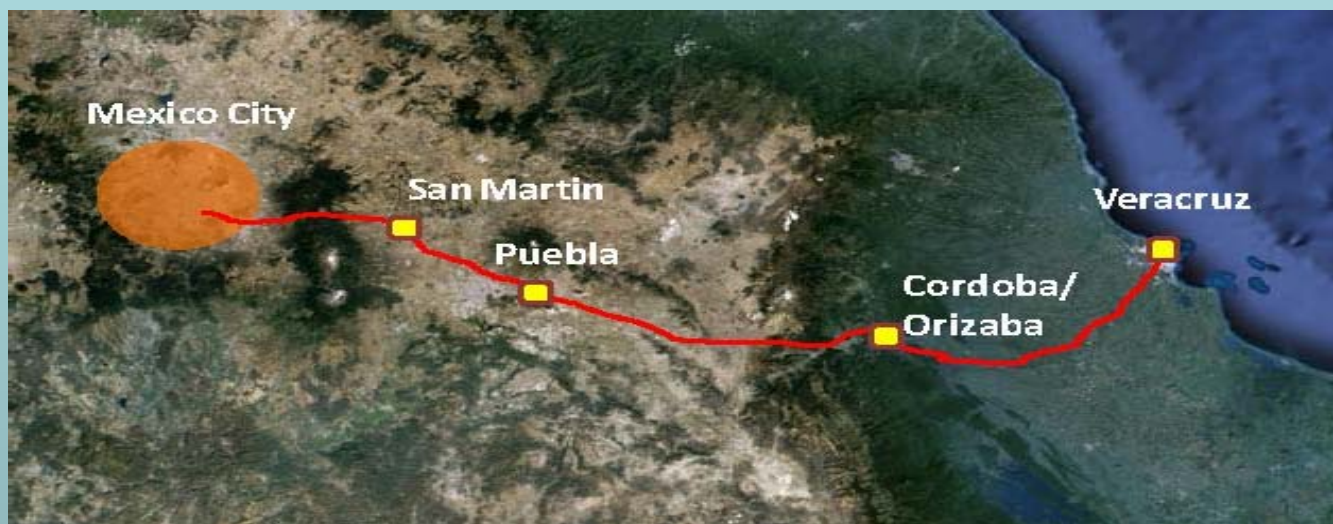 Mexico City
San Martin
Puebla
Veracruz
Cordoba/
Orizaba